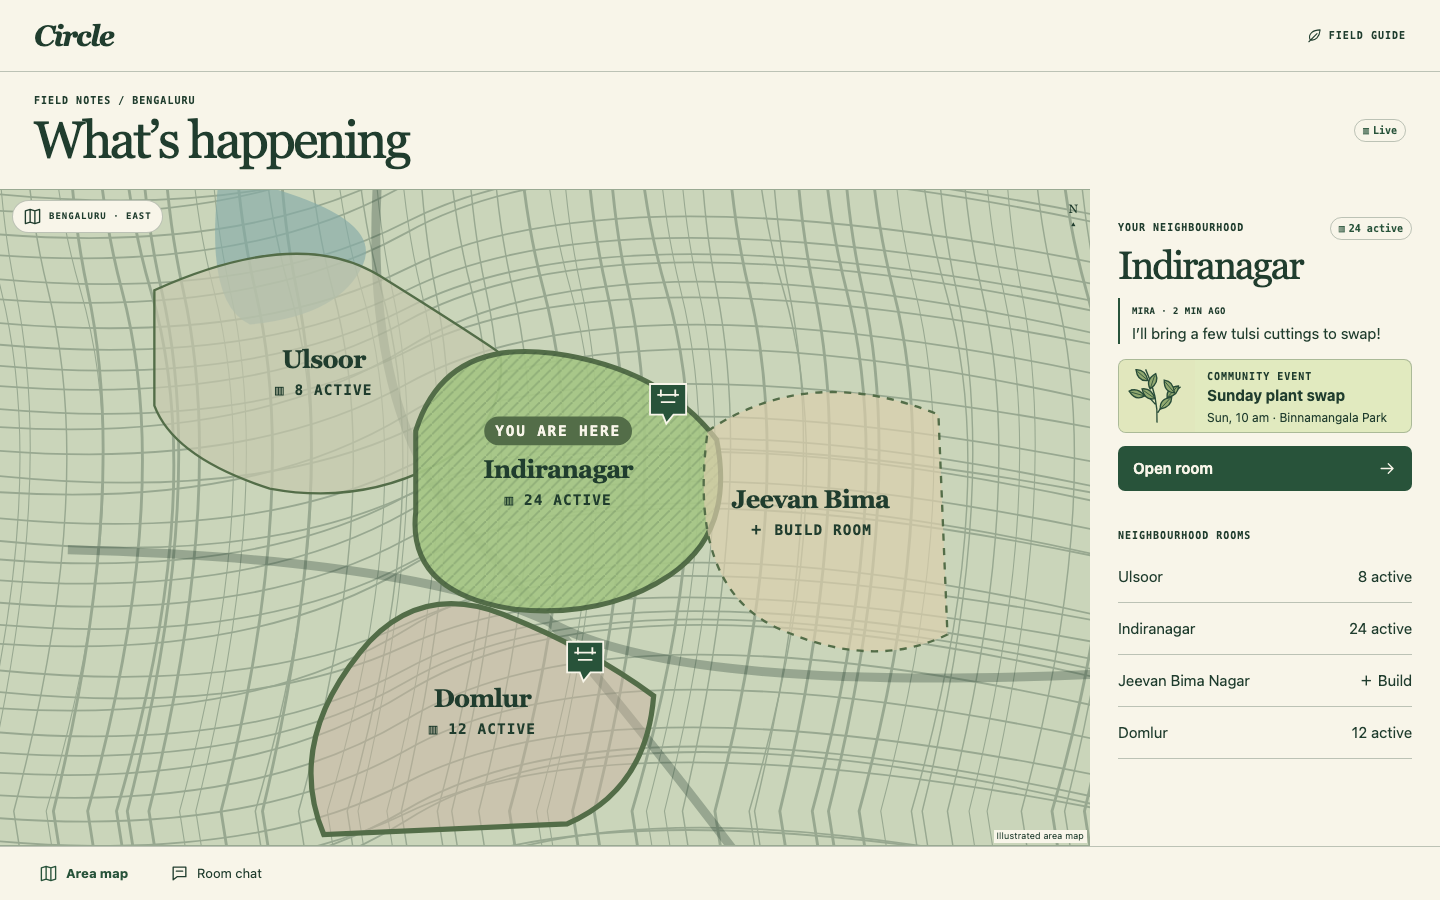 Circle
FIELD GUIDE
FIELD NOTES / BENGALURU
What's happening
Live
BENGALURU · EAST
N
Ulsoor
8 ACTIVE
YOU ARE HERE
Indiranagar
24 ACTIVE
Jeevan Bima
+ BUILD ROOM
Domlur
12 ACTIVE
Illustrated area map
YOUR NEIGHBOURHOOD
24 active
Indiranagar
MIRA · 2 MIN AGO
I'll bring a few tulsi cuttings to swap!
COMMUNITY EVENT
Sunday plant swap
Sun, 10 am · Binnamangala Park
Open room →
NEIGHBOURHOOD ROOMS
Ulsoor 8 active
Indiranagar 24 active
Jeevan Bima Nagar + Build
Domlur 12 active
Area map
Room chat